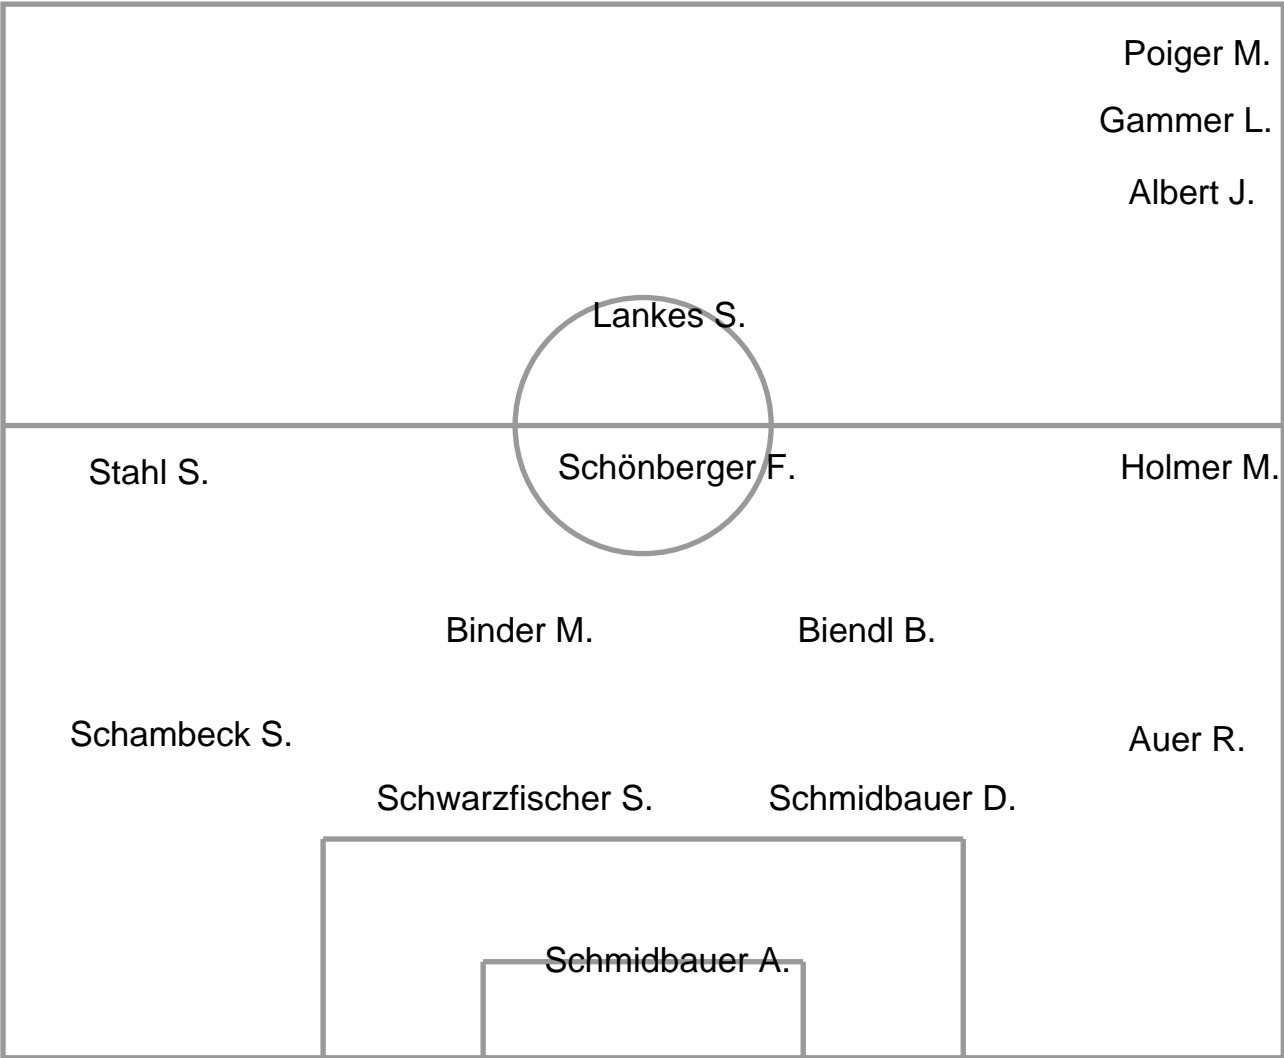 Poiger M.
Gammer L.
Albert J.
Lankes S.
Stahl S.
Schönberger F.
Holmer M.
Binder M.
Biendl B.
Schambeck S.
Auer R.
Schwarzfischer S.
Schmidbauer D.
Schmidbauer A.